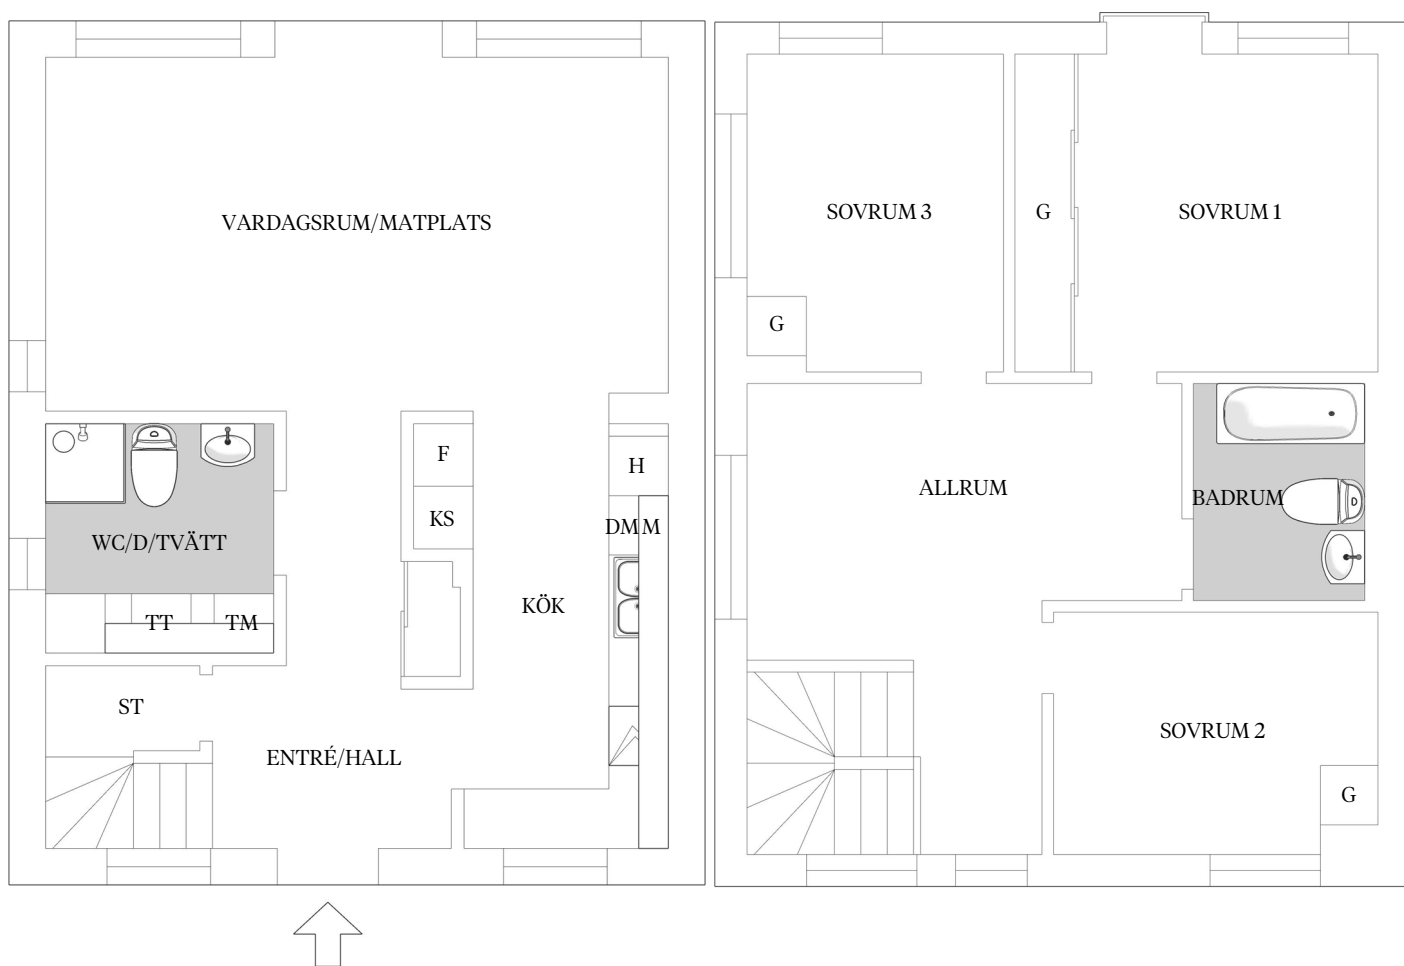 VARDAGSRUM/MATPLATS
F
H
KS
DMM
WC/D/TVÄTT
KÖK
TT
TM
ST
ENTRÉ/HALL
SOVRUM 3
G
SOVRUM 1
G
ALLRUM
BADRUM
SOVRUM 2
G